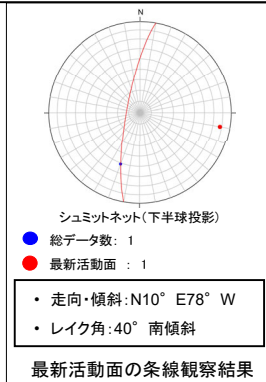 N
シュミットネット(下半球投影)
総データ数: 1
最新活動面 : 1
• 走向・傾斜:N10° E78° W
• レイク角:40° 南傾斜
最新活動面の条線観察結果